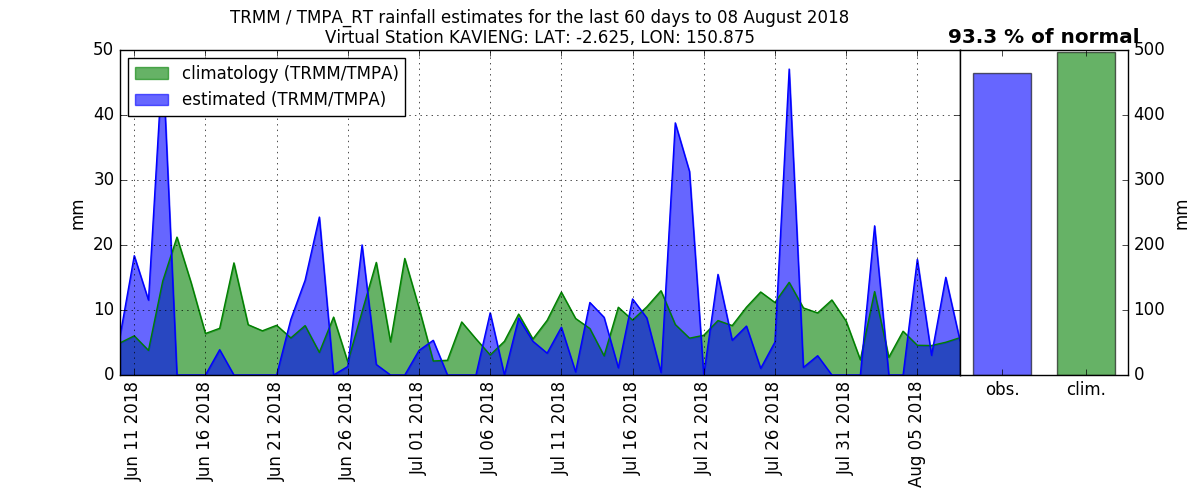 TRMM / TMPA_RT rainfall estimates for the last 60 days to 08 August 2018
Virtual Station KAVIENG: LAT: -2.625, LON: 150.875
93.3 % of normal
climatology (TRMM/TMPA)
estimated (TRMM/TMPA)
50
40
30
20
10
0
mm
500
400
300
200
100
0
mm
Jun 11 2018
Jun 16 2018
Jun 21 2018
Jun 26 2018
Jul 01 2018
Jul 06 2018
Jul 11 2018
Jul 16 2018
Jul 21 2018
Jul 26 2018
Jul 31 2018
Aug 05 2018
obs.
clim.